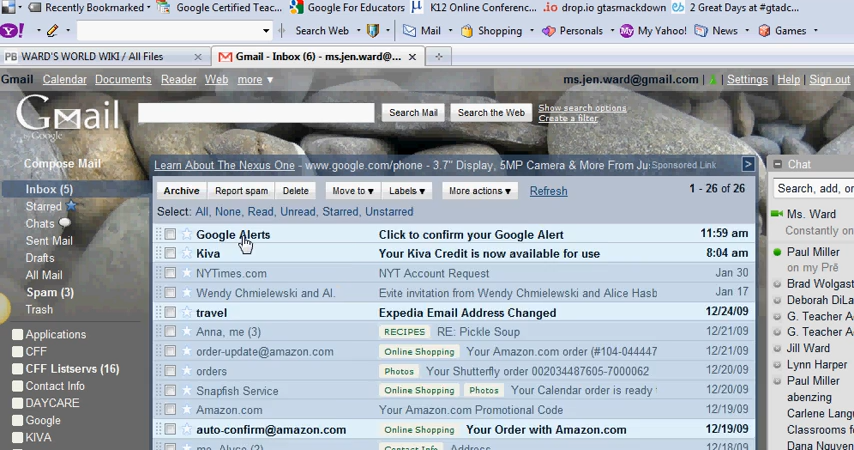 Recently Bookmarked ▾ Google Certified Teac... Google For Educators K12 Online Conferenc... drop.io gtasmackdown 2 Great Days at #gtadc...
Y! Search Web Mail Shopping Personals My Yahoo! News Games
PB WARD'S WORLD WIKI / All Files Gmail - Inbox (6) - ms.jen.ward@...
Gmail Calendar Documents Reader Web more ▾ ms.jen.ward@gmail.com Settings | Help | Sign out
Gmail by Google Search Mail Search the Web Show search options
Create a filter
Compose Mail
Inbox (5)
Starred
Chats
Sent Mail
Drafts
All Mail
Spam (3)
Trash
Applications
CFF
CFF Listservs (16)
Contact Info
DAYCARE
Google
KIVA
Learn About The Nexus One - www.google.com/phone - 3.7" Display, 5MP Camera & More From Ju Sponsored Link >
Archive Report spam Delete Move to ▾ Labels ▾ More actions ▾ Refresh 1 - 26 of 26
Select: All, None, Read, Unread, Starred, Unstarred
Google Alerts Click to confirm your Google Alert 11:59 am
Kiva Your Kiva Credit is now available for use 8:04 am
NYTimes.com NYT Account Request Jan 30
Wendy Chmielewski and Al. Evite invitation from Wendy Chmielewski and Alice Hasb Jan 17
travel Expedia Email Address Changed 12/24/09
Anna, me (3) RECIPES RE: Pickle Soup 12/21/09
order-update@amazon.com Online Shopping Your Amazon.com order (#104-044447 12/21/09
orders Photos Your Shutterfly order 002034487605-7000062 12/20/09
Snapfish Service Online Shopping Photos Your Calendar order is ready 12/20/09
Amazon.com Your Amazon.com Promotional Code 12/19/09
auto-confirm@amazon.com Online Shopping Your Order with Amazon.com 12/19/09
me, Aluse (2) Contact Info Address 12/18/09
Chat
Search, add, or
Ms. Ward
Constantly on
Paul Miller
on my Prē
Brad Wolgast
Deborah DiLa
G. Teacher A
G. Teacher A
Jill Ward
Lynn Harper
Paul Miller
abenzing
Carlene Lang
Classrooms f
Dana Nguyen